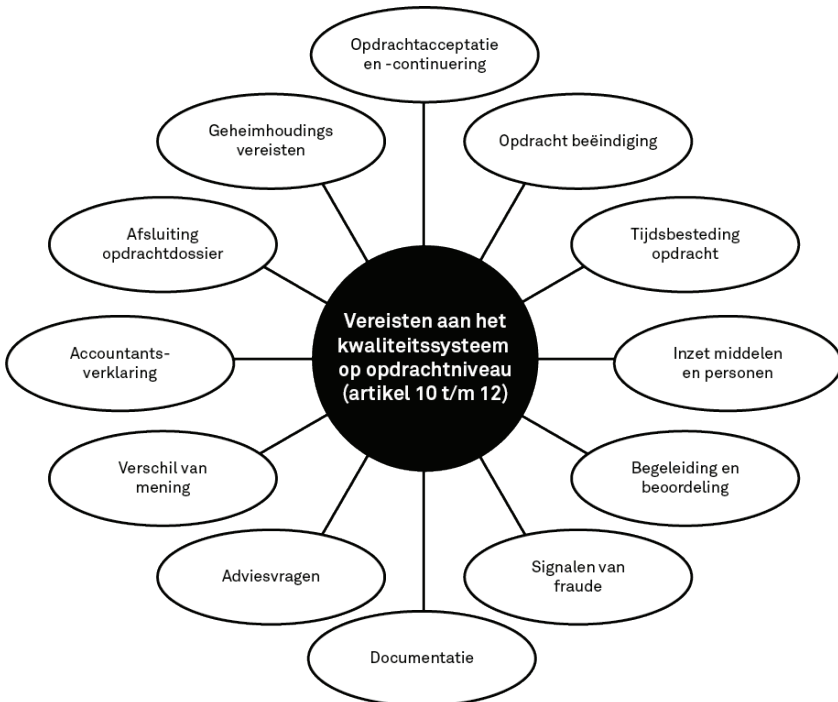 Opdrachtacceptatie
en -continuering
Opdracht beëindiging
Tijdsbesteding
opdracht
Inzet middelen
en personen
Begeleiding en
beoordeling
Signalen van
fraude
Documentatie
Adviesvragen
Verschil van
mening
Accountants-
verklaring
Afsluiting
opdrachtdossier
Geheimhoudings
vereisten
Vereisten aan het
kwaliteitssysteem
op opdrachtniveau
(artikel 10 t/m 12)